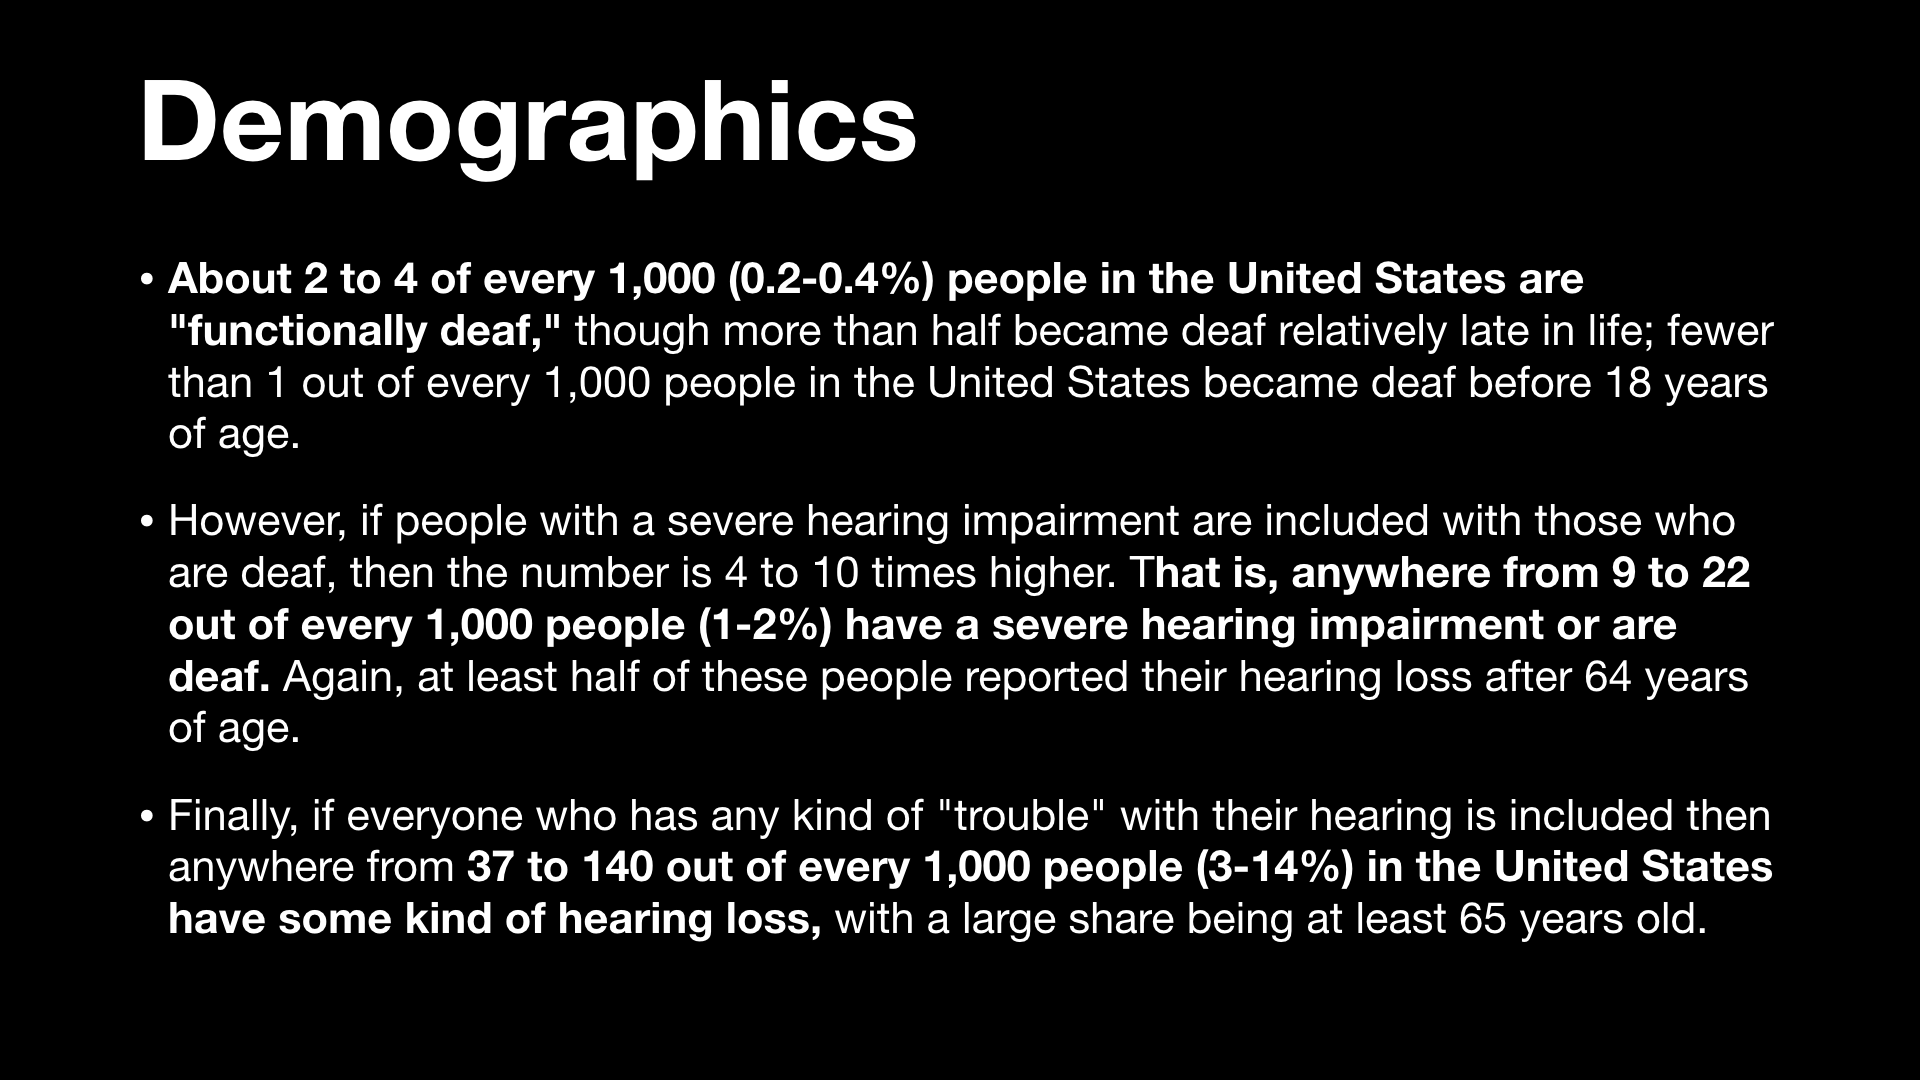 Demographics
• About 2 to 4 of every 1,000 (0.2-0.4%) people in the United States are
"functionally deaf," though more than half became deaf relatively late in life; fewer
than 1 out of every 1,000 people in the United States became deaf before 18 years
of age.
• However, if people with a severe hearing impairment are included with those who
are deaf, then the number is 4 to 10 times higher. That is, anywhere from 9 to 22
out of every 1,000 people (1-2%) have a severe hearing impairment or are
deaf. Again, at least half of these people reported their hearing loss after 64 years
of age.
• Finally, if everyone who has any kind of "trouble" with their hearing is included then
anywhere from 37 to 140 out of every 1,000 people (3-14%) in the United States
have some kind of hearing loss, with a large share being at least 65 years old.